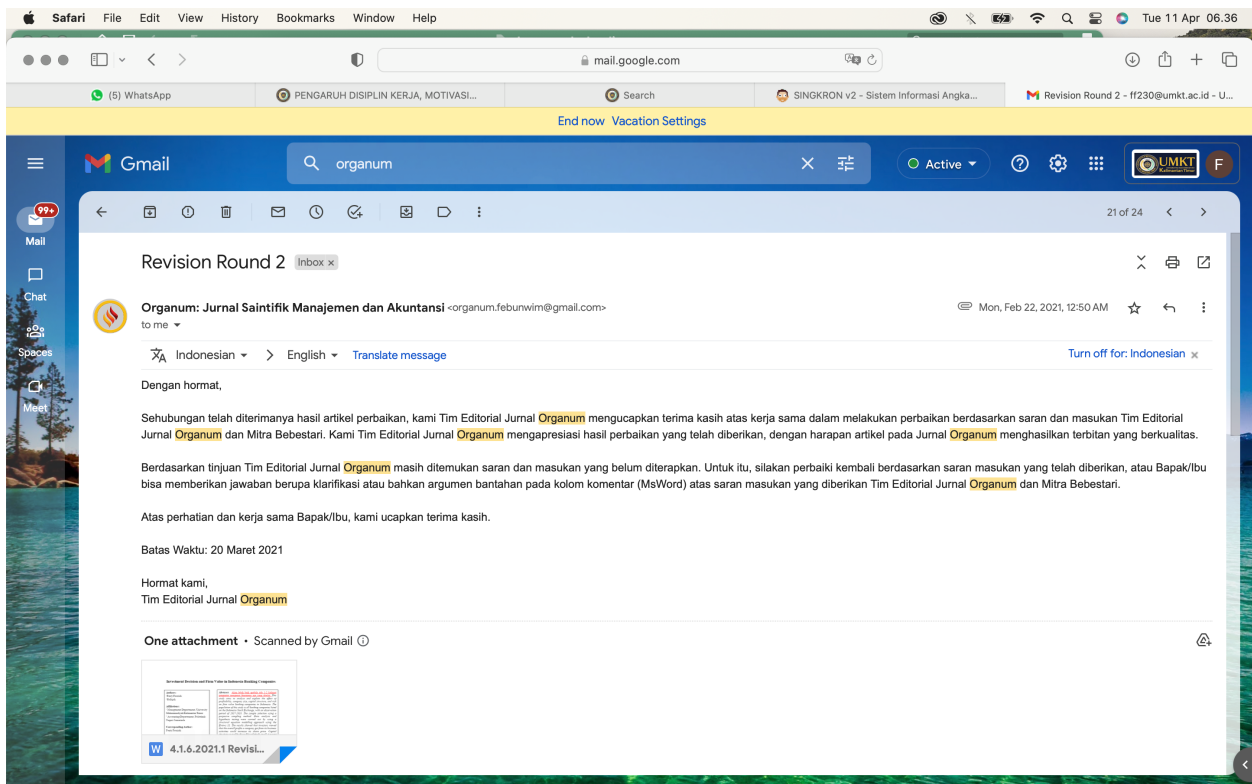 Safari File Edit View History Bookmarks Window Help Tue 11 Apr 06.36
mail.google.com
(5) WhatsApp PENGARUH DISIPLIN KERJA, MOTIVASI... Search SINGKRON v2 - Sistem Informasi Angka... Revision Round 2 - ff230@umkt.ac.id - U...
End now Vacation Settings
Gmail organum Active UMKT F
99+
Mail
Chat
Spaces
Meet
21 of 24
Revision Round 2 Inbox ×
Organum: Jurnal Saintifik Manajemen dan Akuntansi <organum.febunwim@gmail.com> Mon, Feb 22, 2021, 12:50 AM
to me
Indonesian > English Translate message Turn off for: Indonesian ×
Dengan hormat,
Sehubungan telah diterimanya hasil artikel perbaikan, kami Tim Editorial Jurnal Organum mengucapkan terima kasih atas kerja sama dalam melakukan perbaikan berdasarkan saran dan masukan Tim Editorial
Jurnal Organum dan Mitra Bebestari. Kami Tim Editorial Jurnal Organum mengapresiasi hasil perbaikan yang telah diberikan, dengan harapan artikel pada Jurnal Organum menghasilkan terbitan yang berkualitas.
Berdasarkan tinjuan Tim Editorial Jurnal Organum masih ditemukan saran dan masukan yang belum diterapkan. Untuk itu, silakan perbaiki kembali berdasarkan saran masukan yang telah diberikan, atau Bapak/Ibu
bisa memberikan jawaban berupa klarifikasi atau bahkan argumen bantahan pada kolom komentar (MsWord) atas saran masukan yang diberikan Tim Editorial Jurnal Organum dan Mitra Bebestari.
Atas perhatian dan kerja sama Bapak/Ibu, kami ucapkan terima kasih.
Batas Waktu: 20 Maret 2021
Hormat kami,
Tim Editorial Jurnal Organum
One attachment • Scanned by Gmail
Investment Decision and Firm Value in Indonesia Banking Companies
W 4.1.6.2021.1 Revisi...